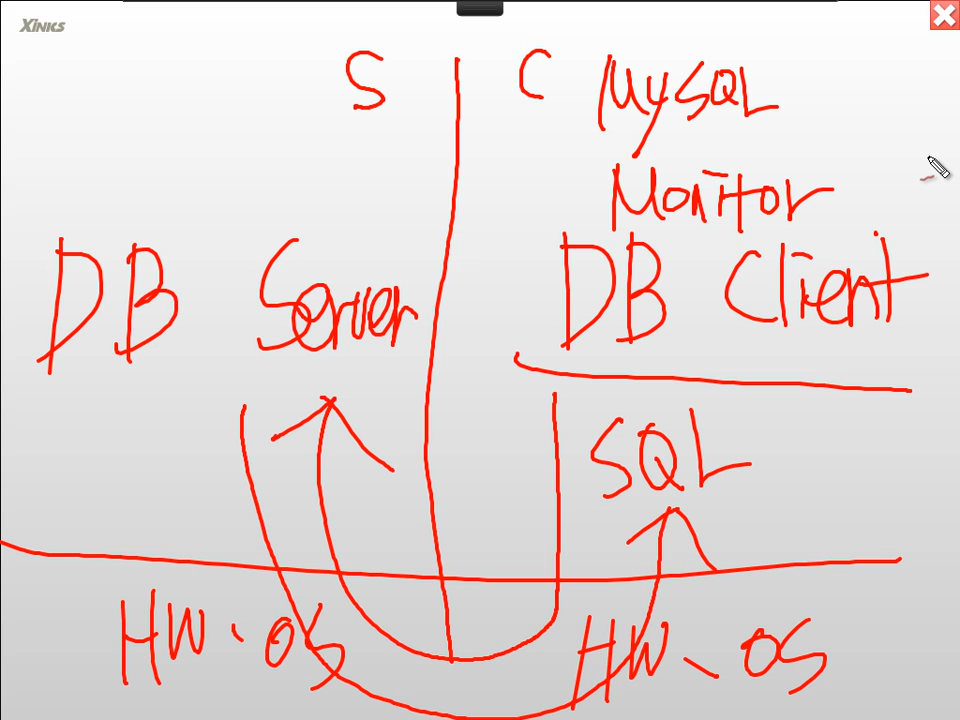 XINKS
S C MySQL
Monitor
DB Server DB Client
SQL
HW. OS HW、OS